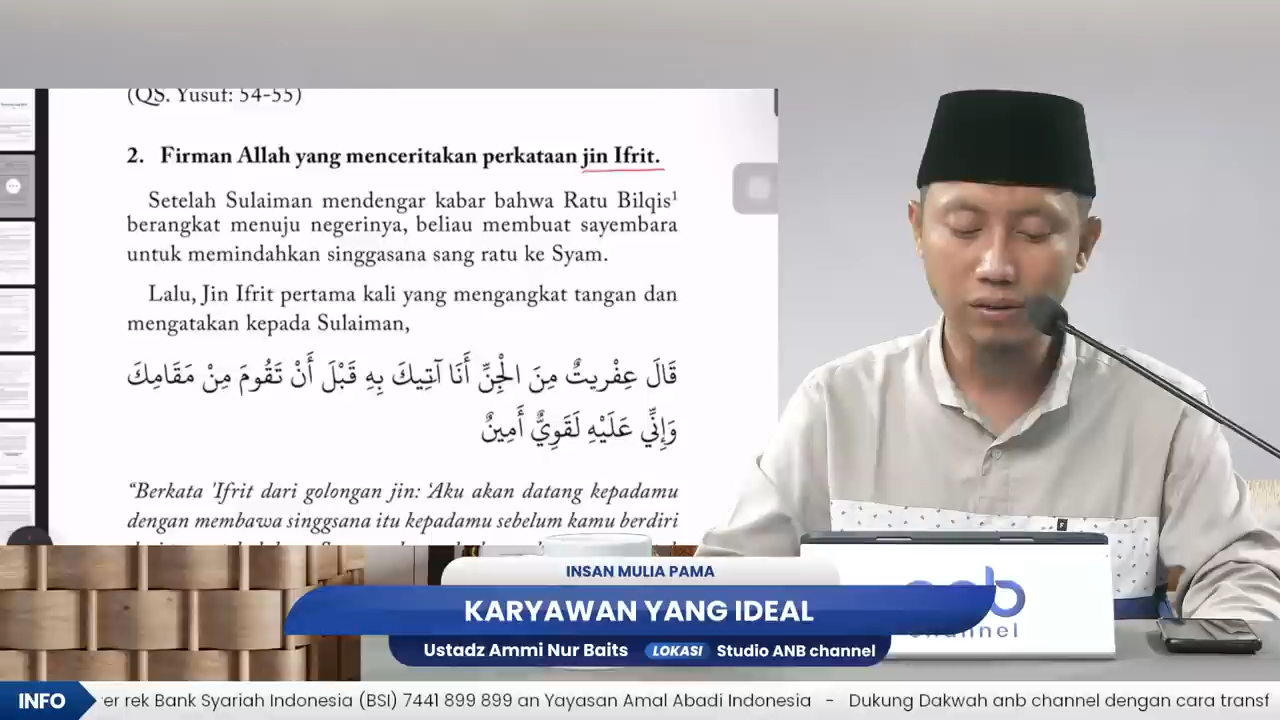 (QS. Yusuf: 54-55)
2. Firman Allah yang menceritakan perkataan jin Ifrit.
Setelah Sulaiman mendengar kabar bahwa Ratu Bilqis¹
berangkat menuju negerinya, beliau membuat sayembara
untuk memindahkan singgasana sang ratu ke Syam.
Lalu, Jin Ifrit pertama kali yang mengangkat tangan dan
mengatakan kepada Sulaiman,
قَالَ عِفْرِيتٌ مِنَ الْجِنِّ أَنَا آتِيكَ بِهِ قَبْلَ أَنْ تَقُومَ مِنْ مَقَامِكَ
وَإِنِّي عَلَيْهِ لَقَوِيٌّ أَمِينٌ
“Berkata 'Ifrit dari golongan jin: 'Aku akan datang kepadamu
dengan membawa singgsana itu kepadamu sebelum kamu berdiri
INSAN MULIA PAMA
KARYAWAN YANG IDEAL
Ustadz Ammi Nur Baits LOKASI Studio ANB channel
INFO er rek Bank Syariah Indonesia (BSI) 7441 899 899 an Yayasan Amal Abadi Indonesia - Dukung Dakwah anb channel dengan cara transf